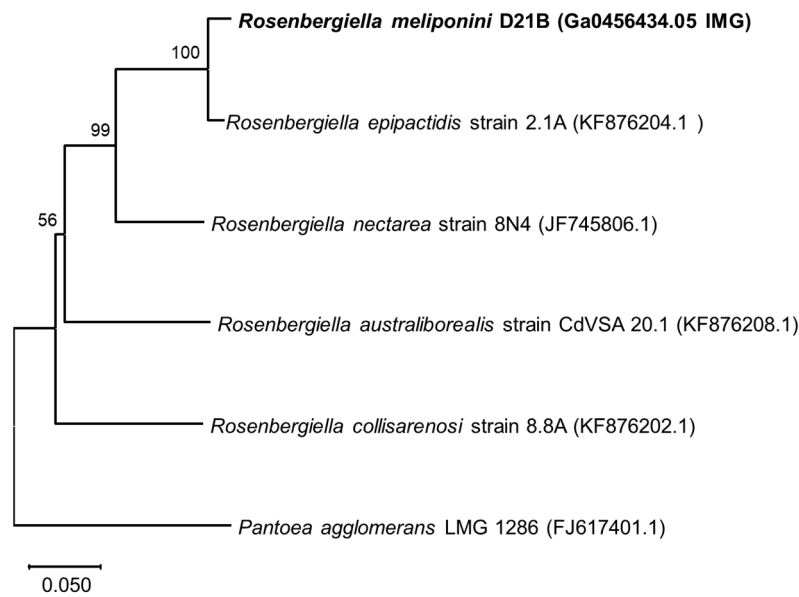 Rosenbergiella meliponini D21B (Ga0456434.05 IMG)
100
Rosenbergiella epipactidis strain 2.1A (KF876204.1 )
99
Rosenbergiella nectarea strain 8N4 (JF745806.1)
56
Rosenbergiella australiborealis strain CdVSA 20.1 (KF876208.1)
Rosenbergiella collisarenosi strain 8.8A (KF876202.1)
Pantoea agglomerans LMG 1286 (FJ617401.1)
0.050